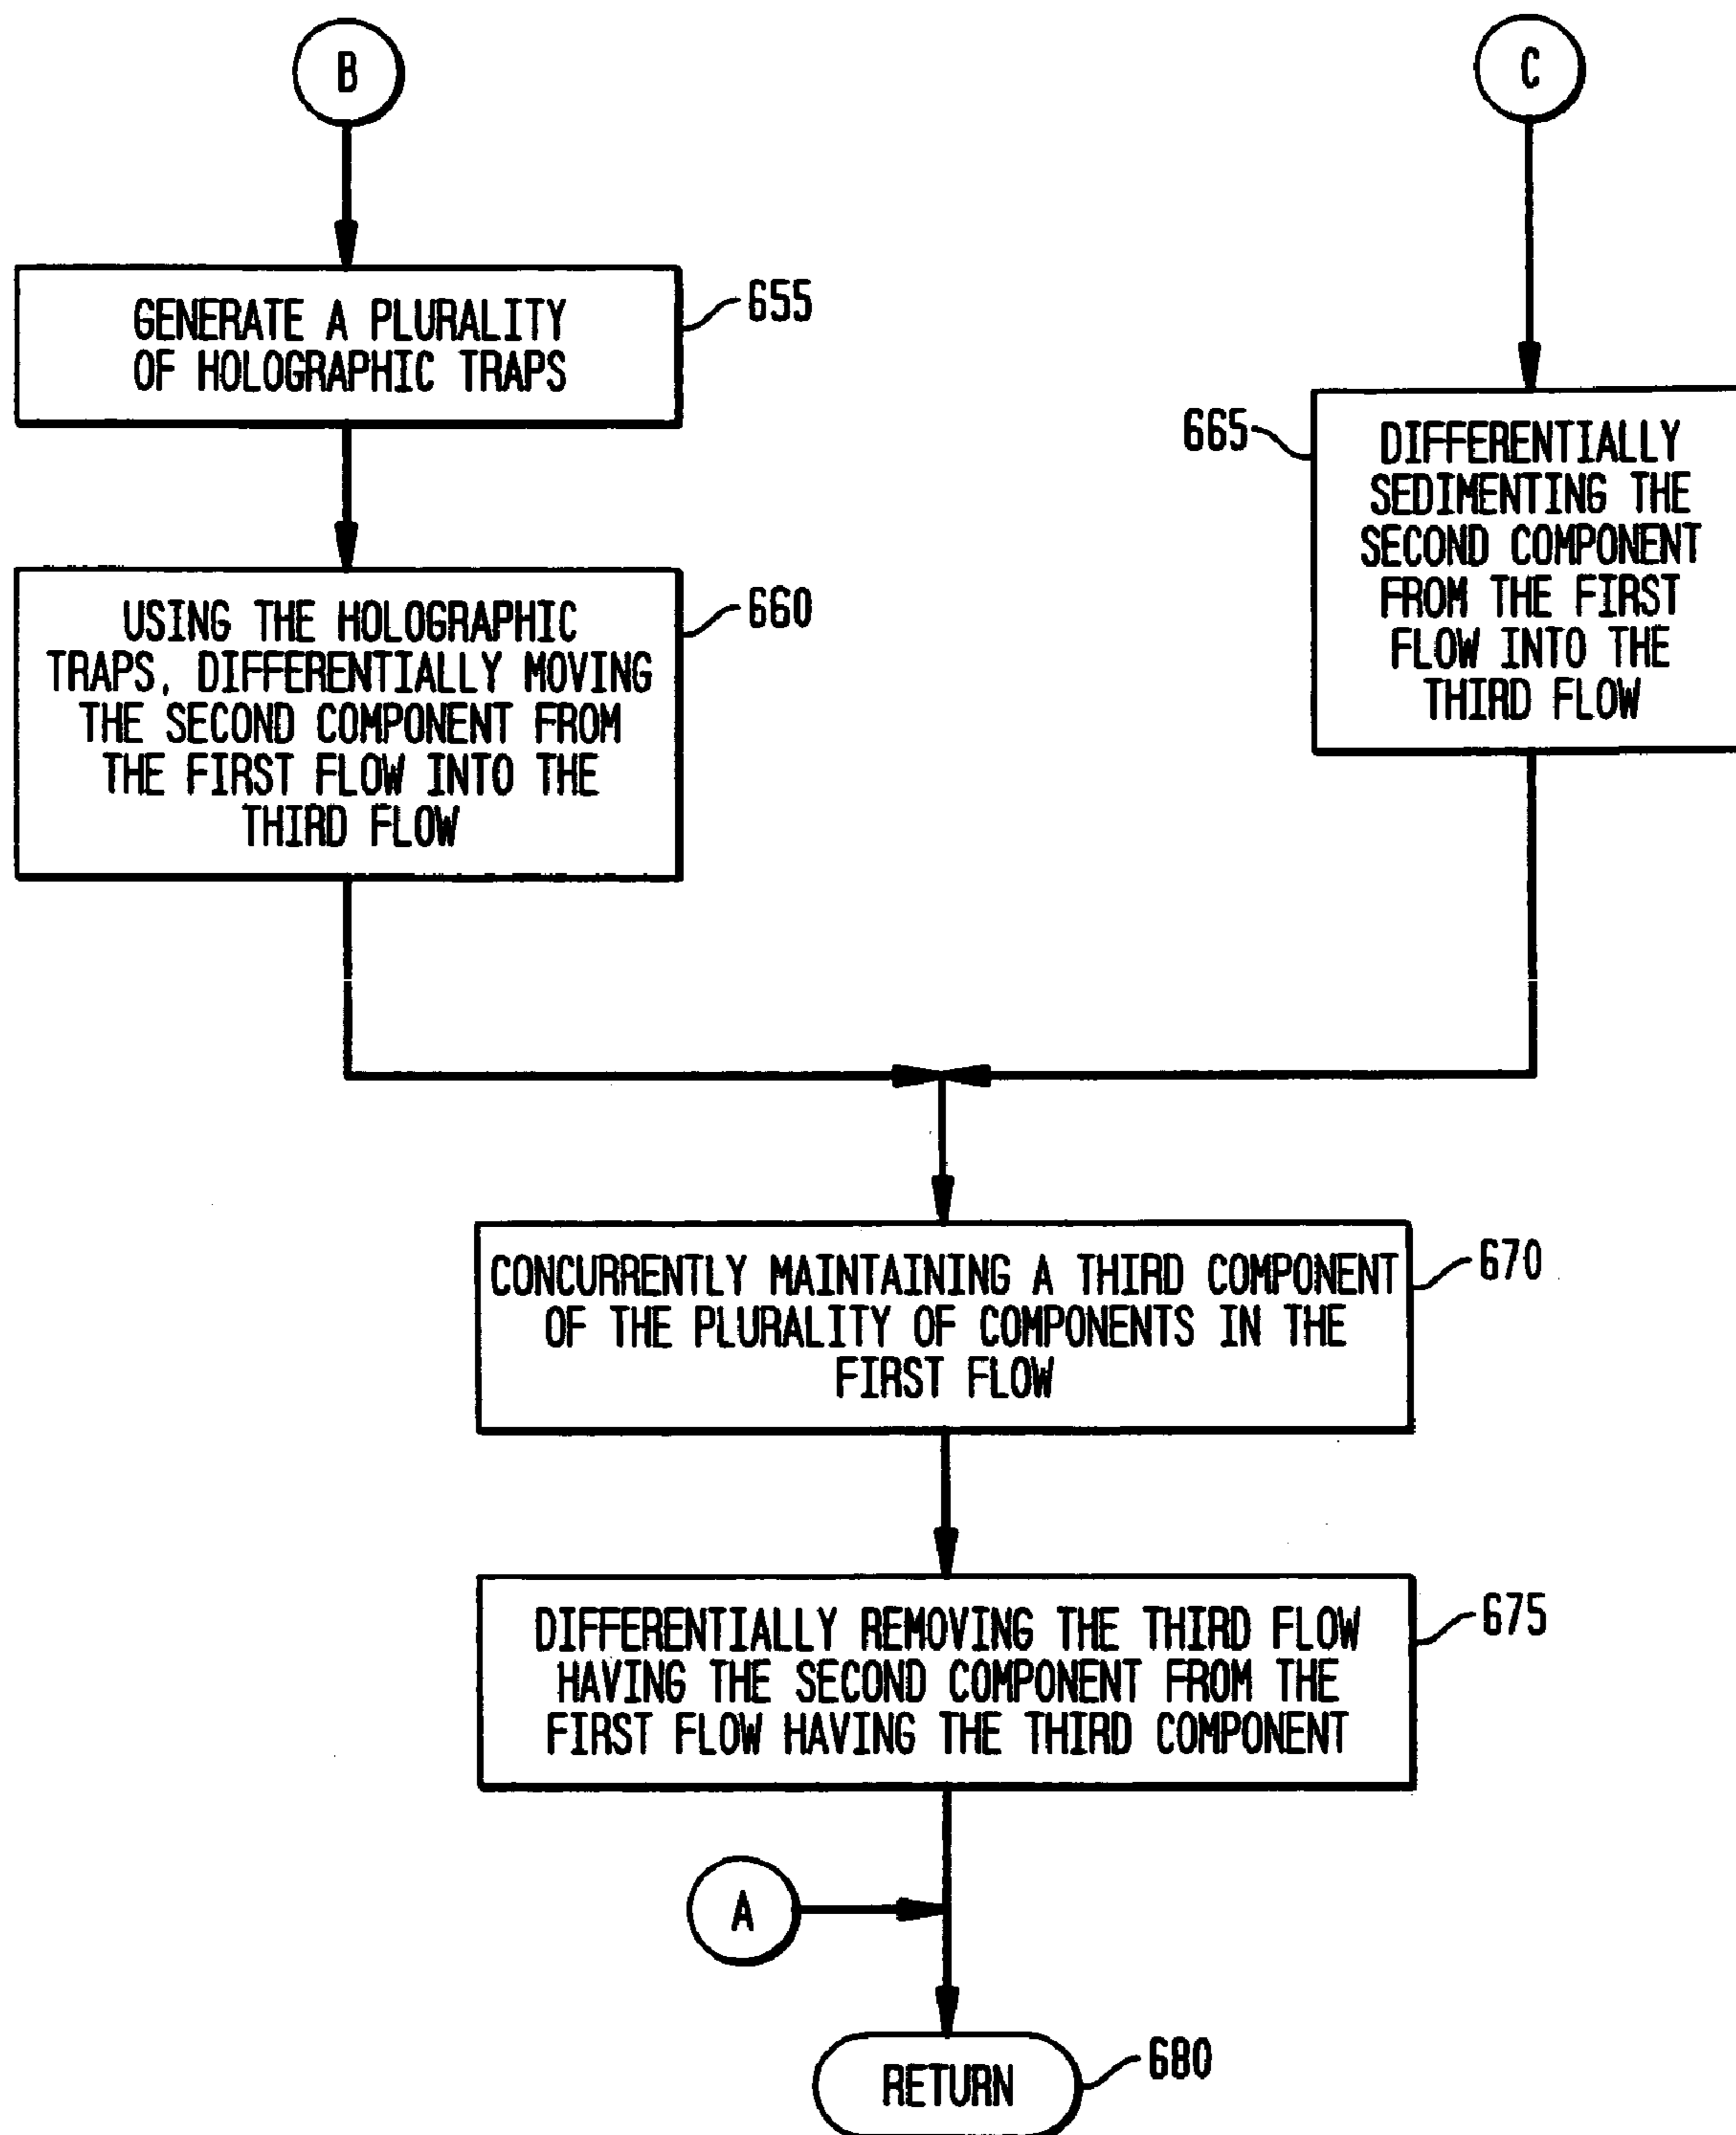 B
C
GENERATE A PLURALITY
OF HOLOGRAPHIC TRAPS
655
USING THE HOLOGRAPHIC
TRAPS, DIFFERENTIALLY MOVING
THE SECOND COMPONENT FROM
THE FIRST FLOW INTO THE
THIRD FLOW
660
665
DIFFERENTIALLY
SEDIMENTING THE
SECOND COMPONENT
FROM THE FIRST
FLOW INTO THE
THIRD FLOW
CONCURRENTLY MAINTAINING A THIRD COMPONENT
OF THE PLURALITY OF COMPONENTS IN THE
FIRST FLOW
670
DIFFERENTIALLY REMOVING THE THIRD FLOW
HAVING THE SECOND COMPONENT FROM THE
FIRST FLOW HAVING THE THIRD COMPONENT
675
A
RETURN
680